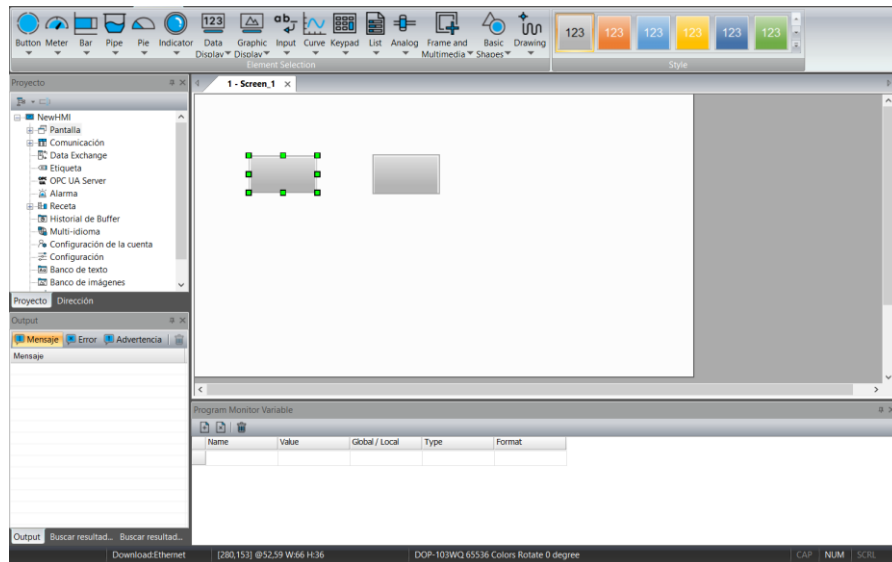 Button Meter Bar Pipe Pie Indicator Data Graphic Input Curve Keypad List Analog Frame and Basic Drawing
Display Display Multimedia Shapes
123 ab
123 123 123 123 123
Element Selection Style
Proyecto
1 - Screen_1
NewHMI
Pantalla
Comunicación
Data Exchange
Etiqueta
OPC UA Server
Alarma
Receta
Historial de Buffer
Multi-idioma
Configuración de la cuenta
Configuración
Banco de texto
Banco de imágenes
Proyecto Dirección
Output
Mensaje Error Advertencia
Mensaje
Program Monitor Variable
Name Value Global / Local Type Format
Output Buscar resultad... Buscar resultad...
Download:Ethernet [280,153] @52,59 W:66 H:36 DOP-103WQ 65536 Colors Rotate 0 degree CAP NUM SCRL